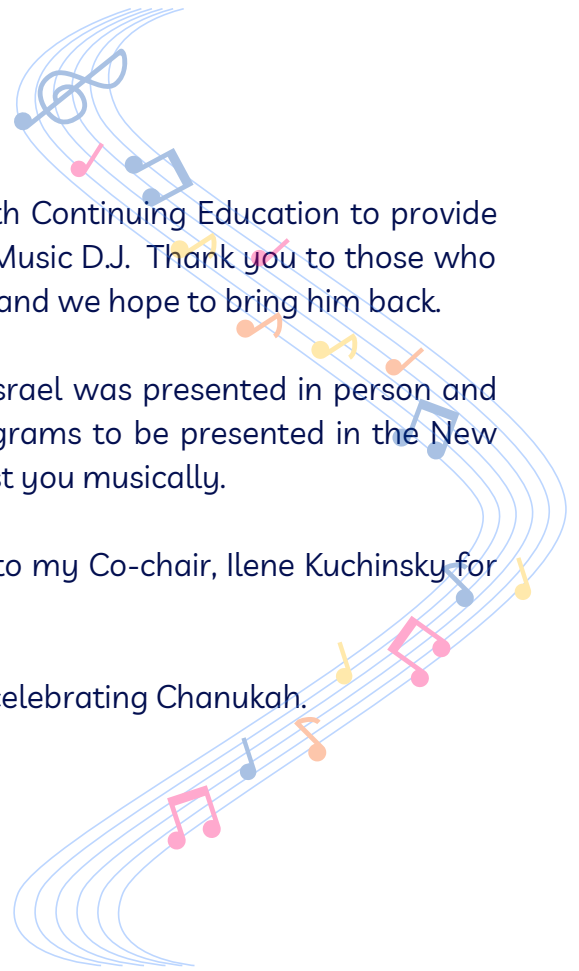 th Continuing Education to provide
Music D.J.  Thank you to those who
and we hope to bring him back.
srael was presented in person and
grams to be presented in the New
st you musically.
to my Co-chair, Ilene Kuchinsky for
celebrating Chanukah.